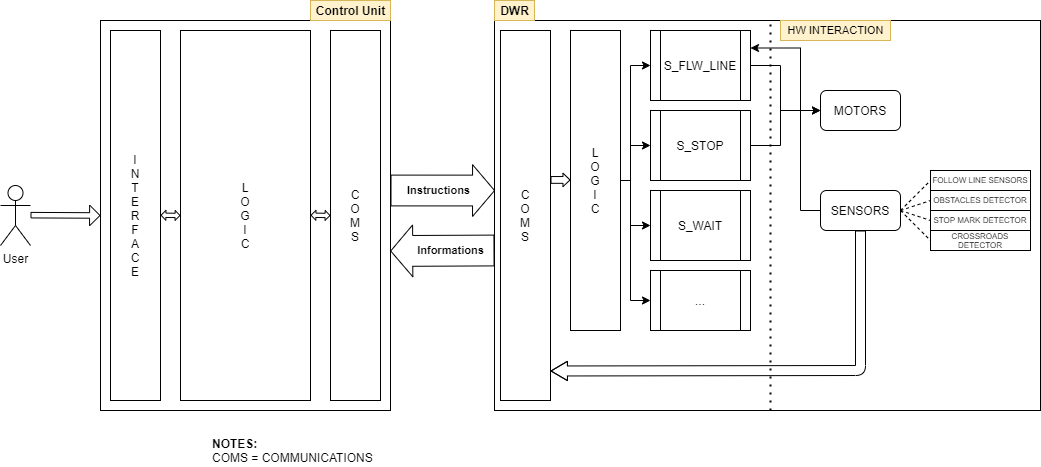 Control Unit
DWR
HW INTERACTION
User
INTERFACE
LOGIC
COMS
Instructions
Informations
COMS
LOGIC
S_FLW_LINE
S_STOP
S_WAIT
...
MOTORS
SENSORS
FOLLOW LINE SENSORS
OBSTACLES DETECTOR
STOP MARK DETECTOR
CROSSROADS
DETECTOR
NOTES:
COMS = COMMUNICATIONS